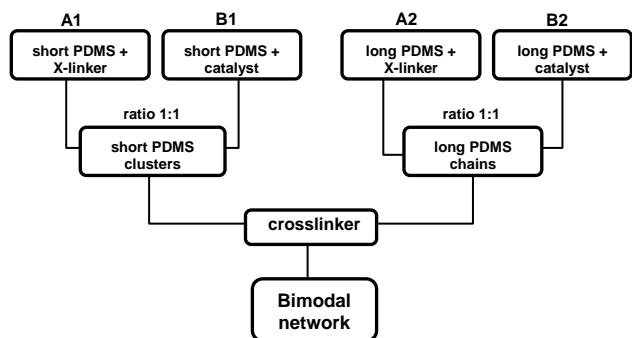 A1
B1
A2
B2
short PDMS +
X-linker
short PDMS +
catalyst
long PDMS +
X-linker
long PDMS +
catalyst
ratio 1:1
ratio 1:1
short PDMS
clusters
long PDMS
chains
crosslinker
Bimodal
network